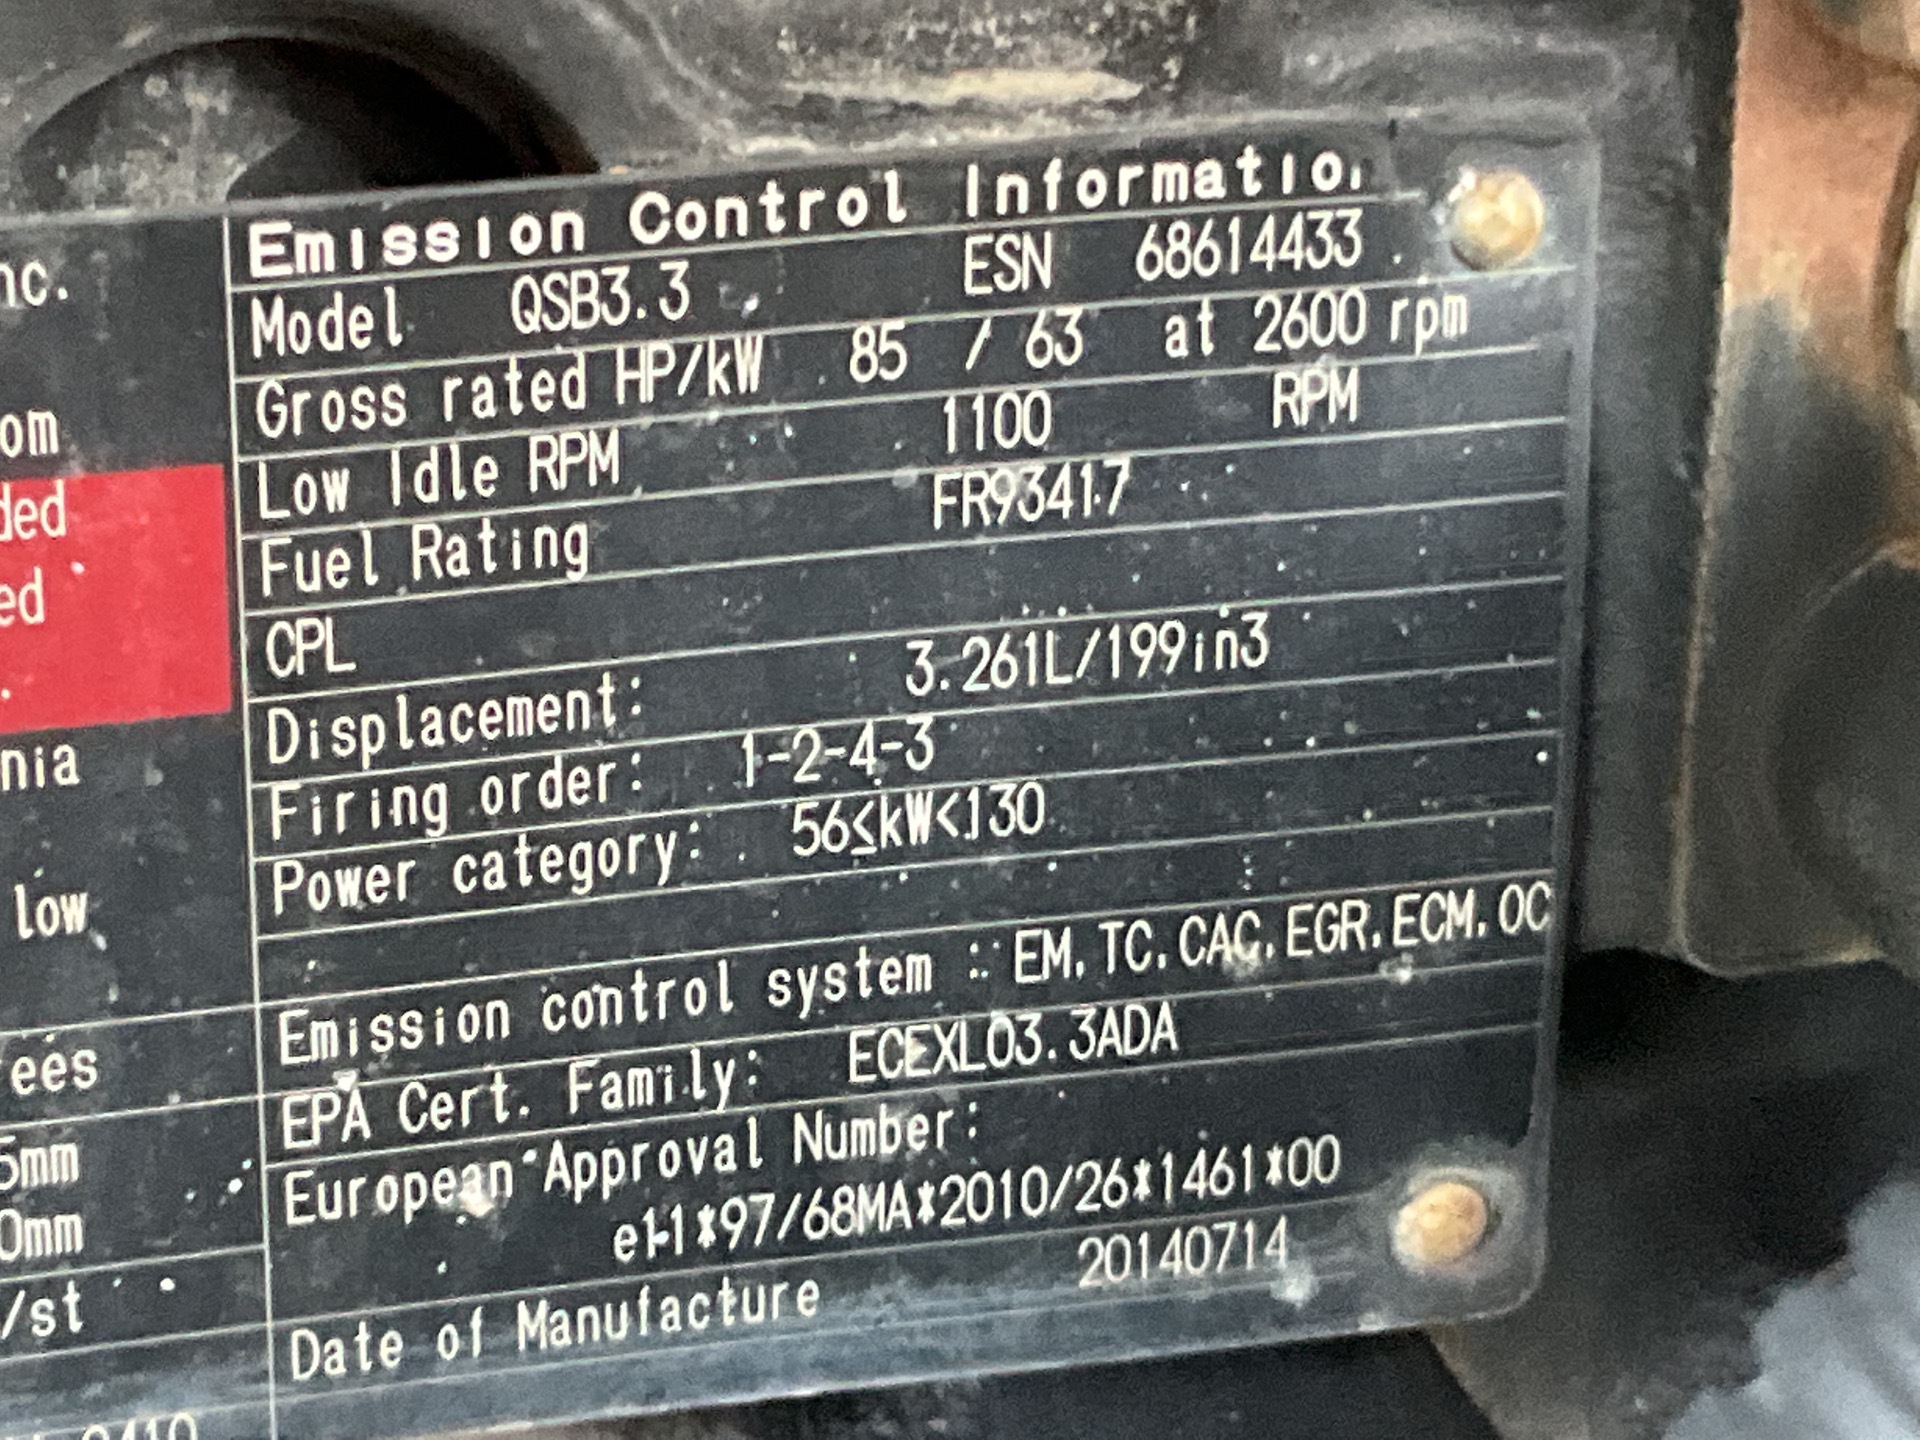 nc.
om
ded
ed
nia
low
ees
5mm
0mm
/st
0410
Emission Control Informatio
Model QSB3.3 ESN 68614433
Gross rated HP/kW 85 / 63 at 2600 rpm
Low Idle RPM 1100 RPM
Fuel Rating FR93417
CPL
Displacement: 3.261L/199in3
Firing order: 1-2-4-3
Power category: 56≤kW<130
Emission control system : EM, TC, CAC, EGR, ECM, OC
EPA Cert. Family: ECEXL03.3ADA
European Approval Number:
e11*97/68MA*2010/26*1461*00
Date of Manufacture 20140714